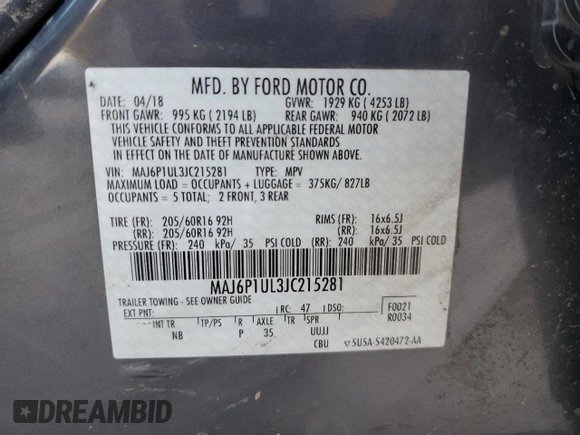 MFD. BY FORD MOTOR CO.
DATE: 04/18 GVWR: 1929 KG ( 4253 LB)
FRONT GAWR: 995 KG ( 2194 LB) REAR GAWR: 940 KG ( 2072 LB)
THIS VEHICLE CONFORMS TO ALL APPLICABLE FEDERAL MOTOR
VEHICLE SAFETY AND THEFT PREVENTION STANDARDS
IN EFFECT ON THE DATE OF MANUFACTURE SHOWN ABOVE.
VIN: MAJ6P1UL3JC215281 TYPE: MPV
MAXIMUM LOAD = OCCUPANTS + LUGGAGE = 375KG/ 827LB
OCCUPANTS = 5 TOTAL; 2 FRONT, 3 REAR
TIRE (FR): 205/60R16 92H RIMS (FR): 16x6.5J
(RR): 205/60R16 92H (RR): 16x6.5J
PRESSURE (FR): 240 kPa/ 35 PSI COLD (RR): 240 kPa/ 35 PSI COLD
MAJ6P1UL3JC215281
TRAILER TOWING - SEE OWNER GUIDE
EXT PNT: RC: 47 DSO: F0021
R0034
INT TR TP/PS R AXLE TR SPR
NB P 35 UUJJ
CBU ▽SUSA-S420472-AA
DREAMBID